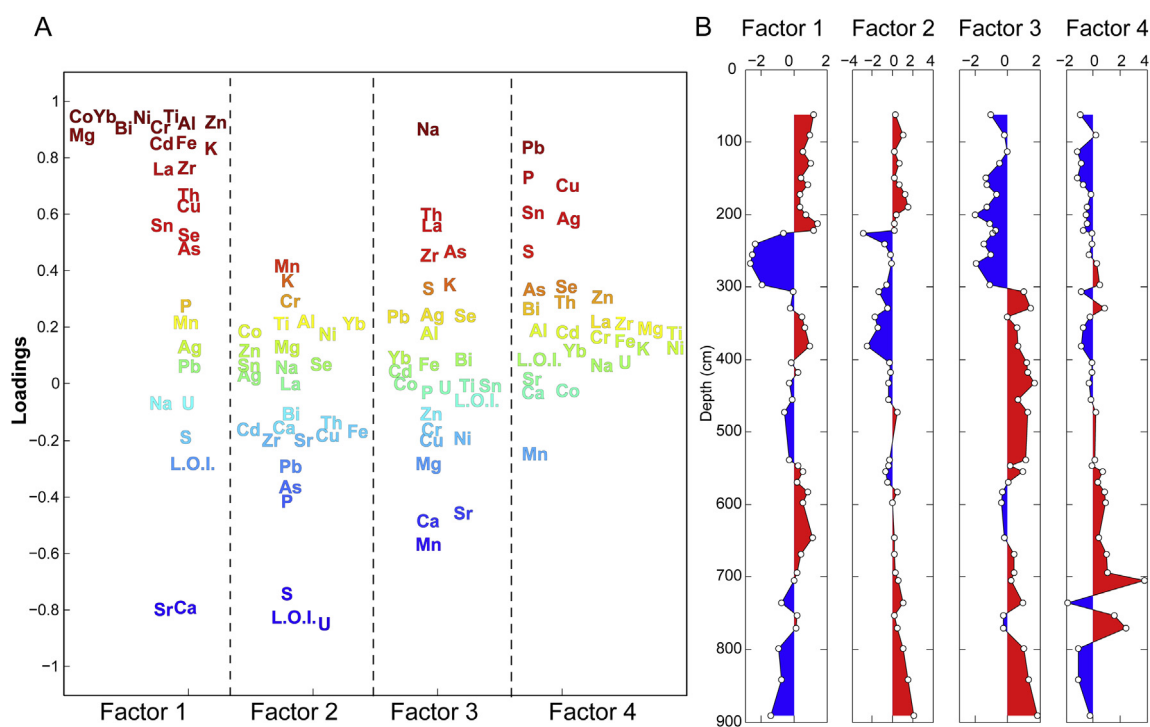 A
B
Factor 1
Factor 2
Factor 3
Factor 4
−2 0 2
−4 −2 0 2 4
−2 0 2
−2 0 2 4
Loadings
1
0.8
0.6
0.4
0.2
0
−0.2
−0.4
−0.6
−0.8
−1
Co Yb Ni Ti
Mg Bi Cr Al Zn
Cd Fe K
La Zr
Th
Cu
Sn Se
As
P
Mn
Ag
Pb
Na U
S
L.O.I.
Sr Ca
Factor 1
Mn
K
Cr
Co Ti Al Ni Yb
Zn Mg
Sn Na Se
Ag La
Bi
Cd Ca Th Fe
Zr Sr Cu
Pb
As
P
S
L.O.I. U
Factor 2
Na
Th
La
Zr As
S K
Pb Ag Se
Al
Yb Fe Bi
Cd
Co P U Ti Sn
L.O.I.
Zn
Cr
Cu Ni
Mg
Ca Sr
Mn
Factor 3
Pb
P Cu
Sn Se
S
As Se Zn
Bi Th
Al Cd La Zr Mg Ti
Cr Fe K Ni
L.O.I. Yb Na U
Sr
Ca Co
Mn
Factor 4
Depth (cm)
0
100
200
300
400
500
600
700
800
900